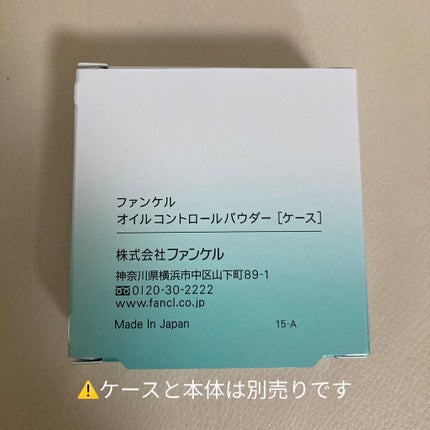 ファンケル
オイルコントロールパウダー［ケース］
株式会社ファンケル
神奈川県横浜市中区山下町89-1
0120-30-2222
www.fancl.co.jp
Made In Japan 15-A
⚠️ケースと本体は別売りです